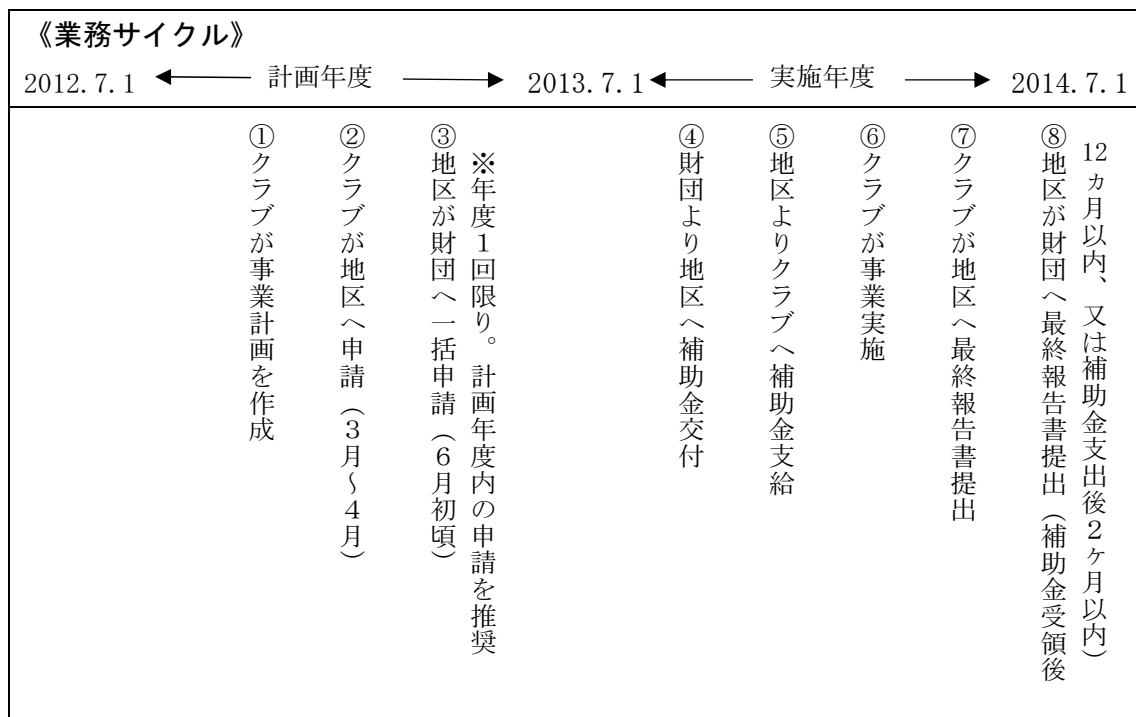 《業務サイクル》
2012.7.1 計画年度 2013.7.1 実施年度 2014.7.1
①クラブが事業計画を作成
②クラブが地区へ申請（３月～４月）
③地区が財団へ一括申請（６月初頃）
※年度１回限り。計画年度内の申請を推奨
④財団より地区へ補助金交付
⑤地区よりクラブへ補助金支給
⑥クラブが事業実施
⑦クラブが地区へ最終報告書提出
⑧地区が財団へ最終報告書提出（補助金受領後
12ヵ月以内、又は補助金支出後２ヶ月以内）